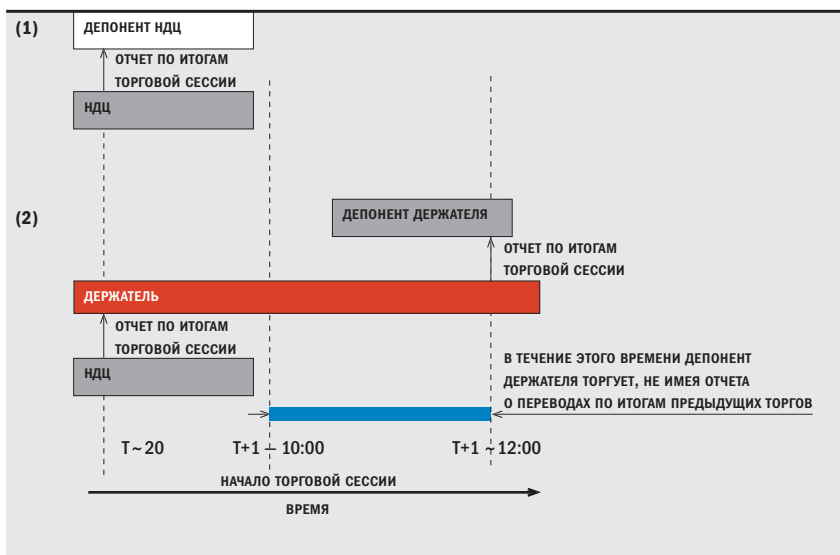 (1)
ДЕПОНЕНТ НДЦ
ОТЧЕТ ПО ИТОГАМ
ТОРГОВОЙ СЕССИИ
НДЦ
(2)
ДЕПОНЕНТ ДЕРЖАТЕЛЯ
ОТЧЕТ ПО ИТОГАМ
ТОРГОВОЙ СЕССИИ
ДЕРЖАТЕЛЬ
ОТЧЕТ ПО ИТОГАМ
ТОРГОВОЙ СЕССИИ
НДЦ
В ТЕЧЕНИЕ ЭТОГО ВРЕМЕНИ ДЕПОНЕНТ
ДЕРЖАТЕЛЯ ТОРГУЕТ, НЕ ИМЕЯ ОТЧЕТА
О ПЕРЕВОДАХ ПО ИТОГАМ ПРЕДЫДУЩИХ ТОРГОВ
T ~ 20
T+1 – 10:00
T+1 ~ 12:00
НАЧАЛО ТОРГОВОЙ СЕССИИ
ВРЕМЯ